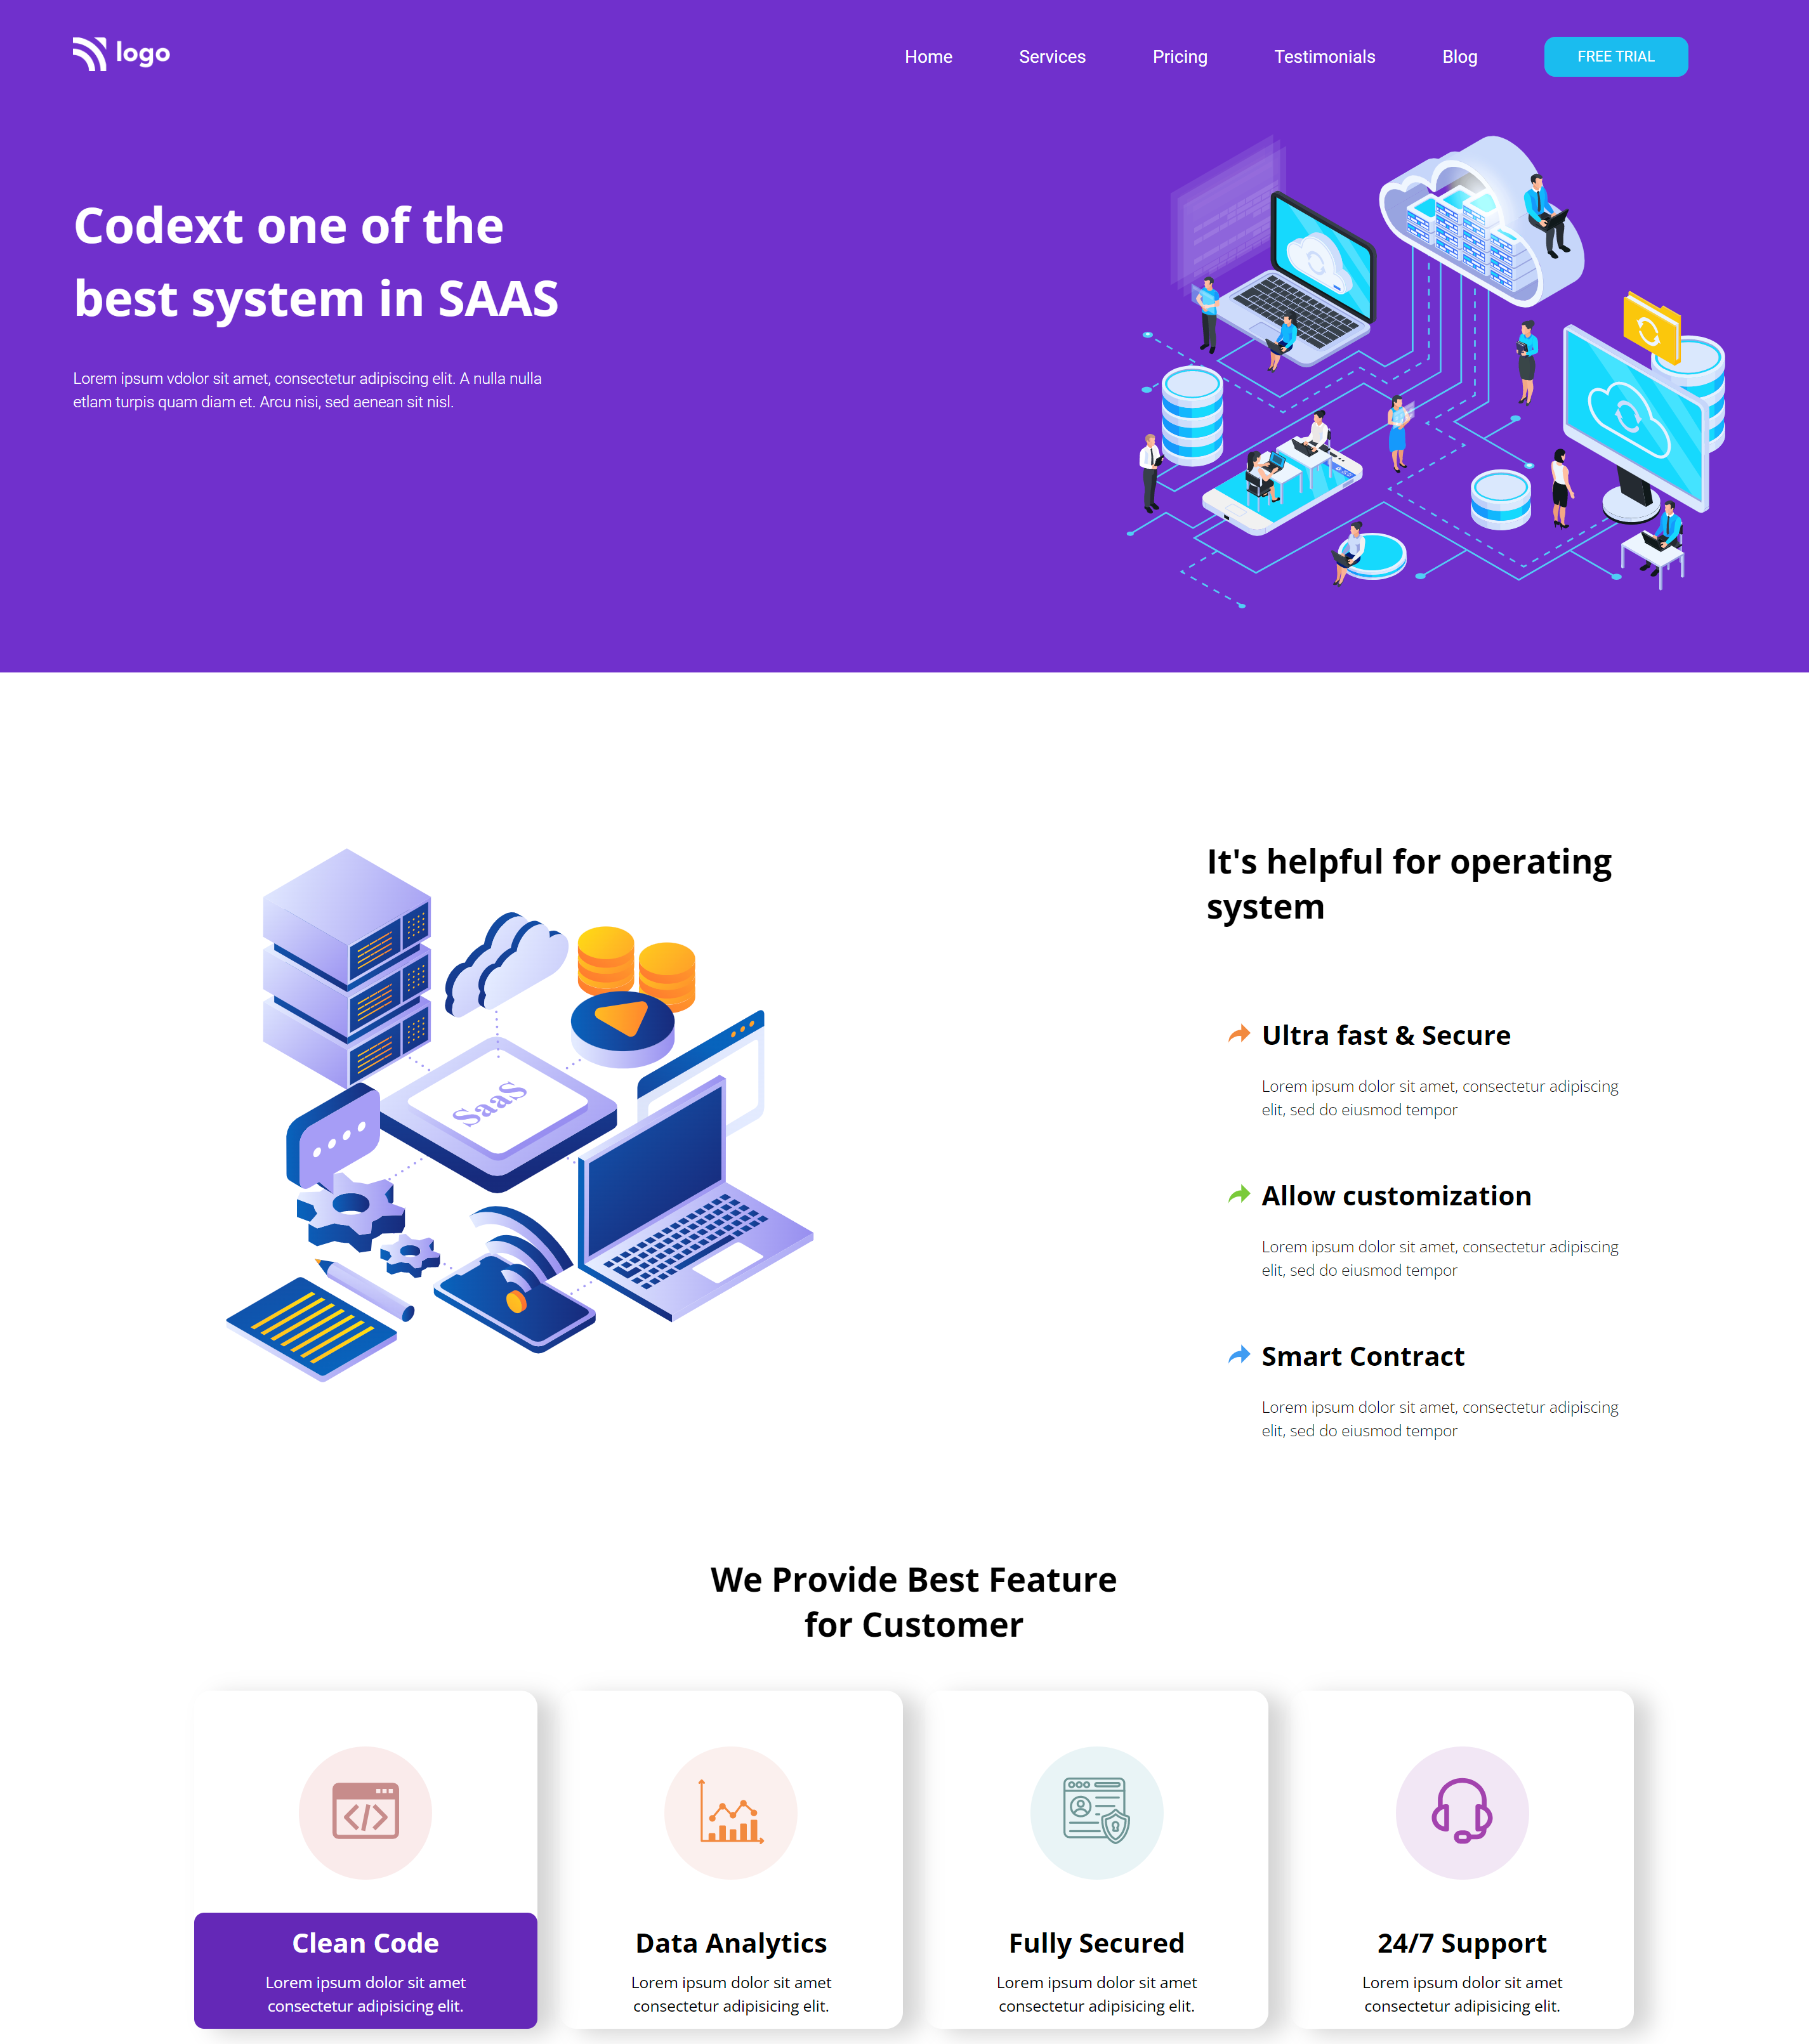 logo
Home Services Pricing Testimonials Blog FREE TRIAL
Codext one of the
best system in SAAS
Lorem ipsum vdolor sit amet, consectetur adipiscing elit. A nulla nulla
etlam turpis quam diam et. Arcu nisi, sed aenean sit nisl.
SaaS
It's helpful for operating
system
Ultra fast & Secure
Lorem ipsum dolor sit amet, consectetur adipiscing
elit, sed do eiusmod tempor
Allow customization
Lorem ipsum dolor sit amet, consectetur adipiscing
elit, sed do eiusmod tempor
Smart Contract
Lorem ipsum dolor sit amet, consectetur adipiscing
elit, sed do eiusmod tempor
We Provide Best Feature
for Customer
Clean Code
Lorem ipsum dolor sit amet
consectetur adipisicing elit.
Data Analytics
Lorem ipsum dolor sit amet
consectetur adipisicing elit.
Fully Secured
Lorem ipsum dolor sit amet
consectetur adipisicing elit.
24/7 Support
Lorem ipsum dolor sit amet
consectetur adipisicing elit.